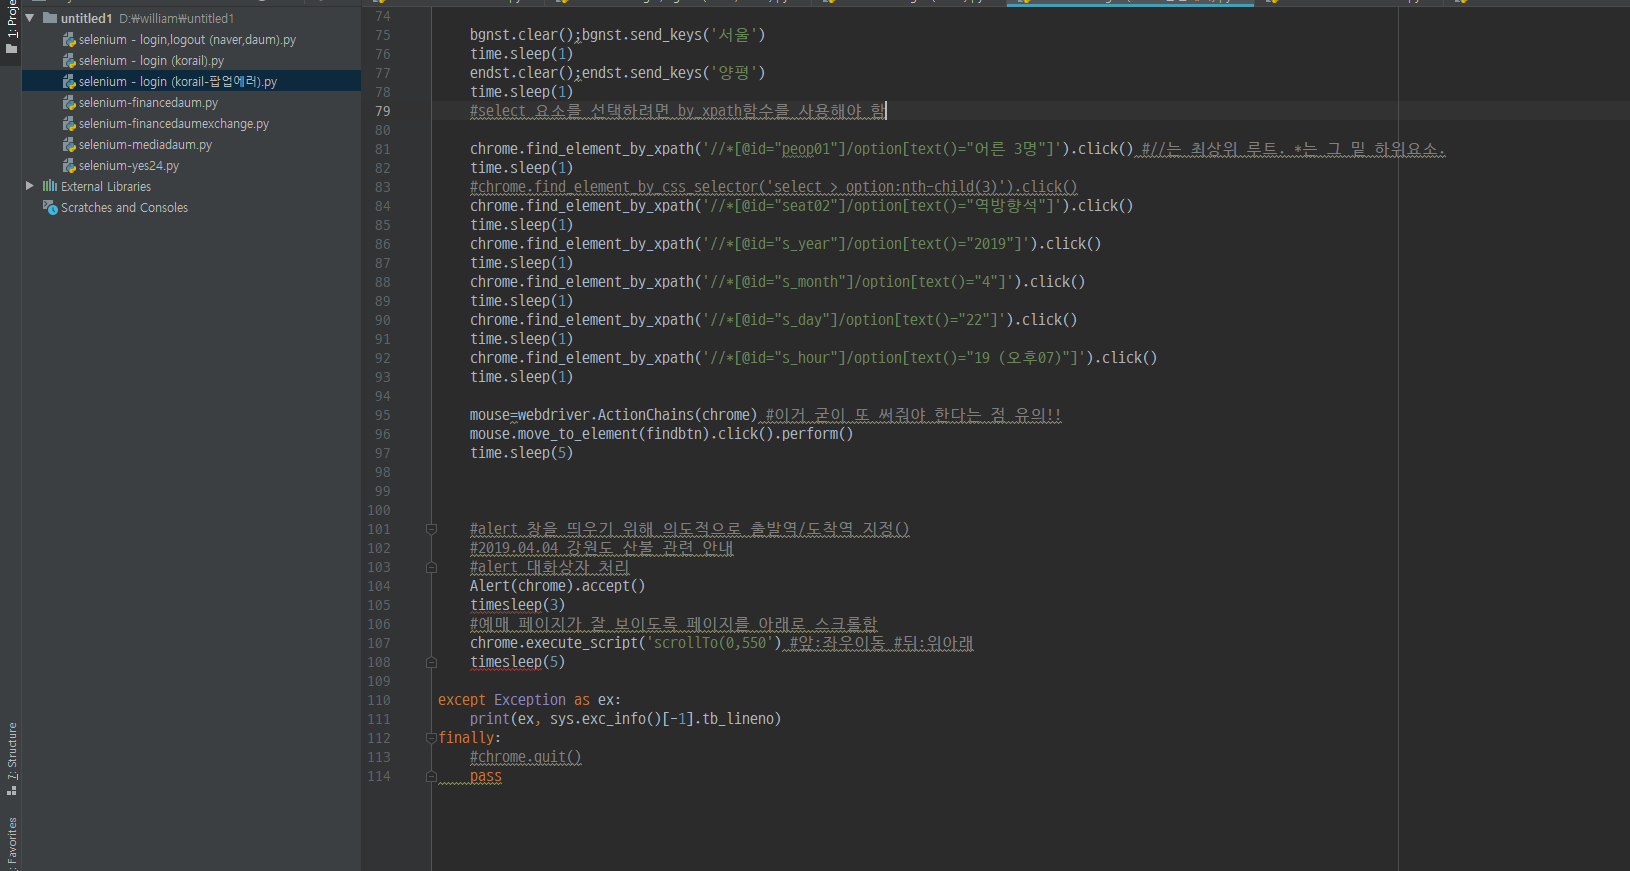 1: Project
untitled1 D:₩william₩untitled1
selenium - login,logout (naver,daum).py
selenium - login (korail).py
selenium - login (korail-팝업에러).py
selenium-financedaum.py
selenium-financedaumexchange.py
selenium-mediadaum.py
selenium-yes24.py
External Libraries
Scratches and Consoles
7: Structure
Favorites
74
75 bgnst.clear();bgnst.send_keys('서울')
76 time.sleep(1)
77 endst.clear();endst.send_keys('양평')
78 time.sleep(1)
79 #select 요소를 선택하려면 by_xpath함수를 사용해야 함
80
81 chrome.find_element_by_xpath('//*[@id="peop01"]/option[text()="어른 3명"]').click() #//는 최상위 루트. *는 그 밑 하위요소.
82 time.sleep(1)
83 #chrome.find_element_by_css_selector('select > option:nth-child(3)').click()
84 chrome.find_element_by_xpath('//*[@id="seat02"]/option[text()="역방향석"]').click()
85 time.sleep(1)
86 chrome.find_element_by_xpath('//*[@id="s_year"]/option[text()="2019"]').click()
87 time.sleep(1)
88 chrome.find_element_by_xpath('//*[@id="s_month"]/option[text()="4"]').click()
89 time.sleep(1)
90 chrome.find_element_by_xpath('//*[@id="s_day"]/option[text()="22"]').click()
91 time.sleep(1)
92 chrome.find_element_by_xpath('//*[@id="s_hour"]/option[text()="19 (오후07)"]').click()
93 time.sleep(1)
94
95 mouse=webdriver.ActionChains(chrome) #이거 굳이 또 써줘야 한다는 점 유의!!
96 mouse.move_to_element(findbtn).click().perform()
97 time.sleep(5)
98
99
100
101 #alert 창을 띄우기 위해 의도적으로 출발역/도착역 지정()
102 #2019.04.04 강원도 산불 관련 안내
103 #alert 대화상자 처리
104 Alert(chrome).accept()
105 timesleep(3)
106 #예매 페이지가 잘 보이도록 페이지를 아래로 스크롤함
107 chrome.execute_script('scrollTo(0,550') #앞:좌우이동 #뒤:위아래
108 timesleep(5)
109
110 except Exception as ex:
111 print(ex, sys.exc_info()[-1].tb_lineno)
112 finally:
113 #chrome.quit()
114 pass